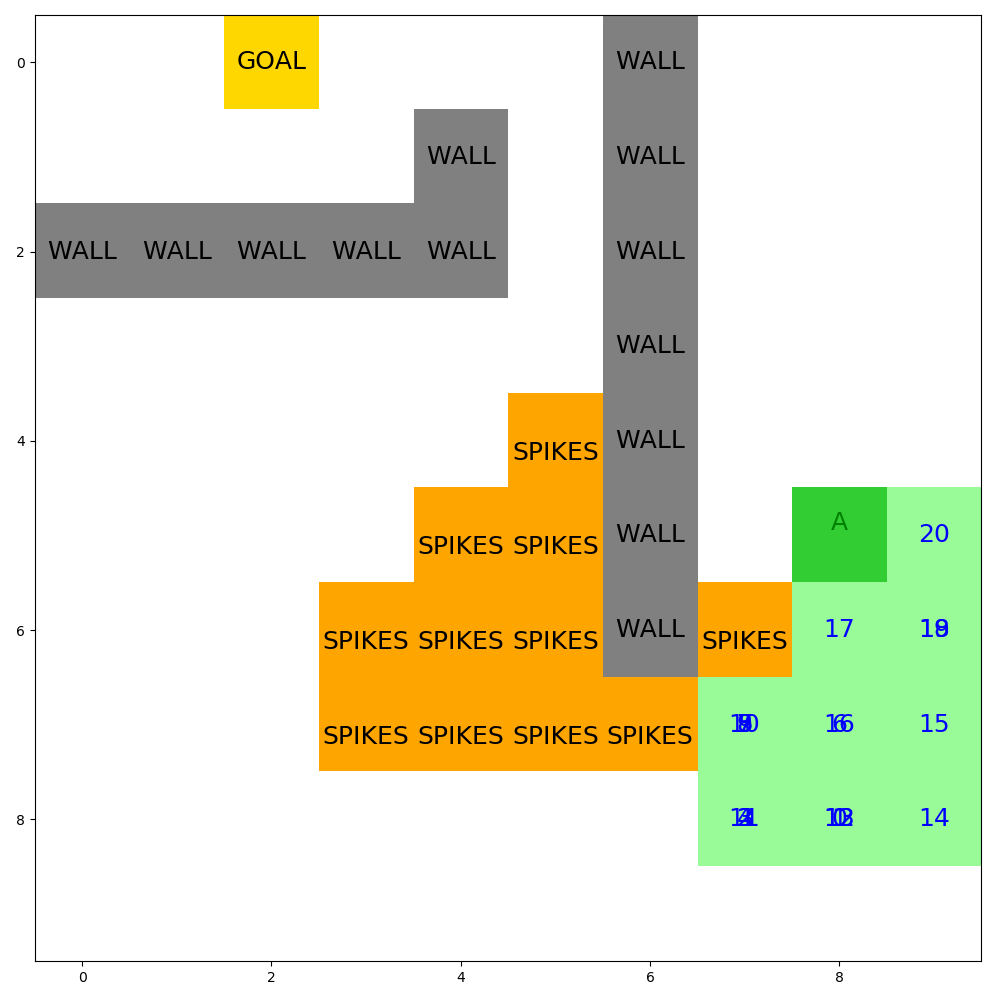 GOAL WALL
0
WALL WALL
WALL WALL WALL WALL WALL WALL
2
WALL
SPIKES WALL
4
A
SPIKES SPIKES WALL 20
SPIKES SPIKES SPIKES WALL SPIKES 17
6
SPIKES SPIKES SPIKES SPIKES 15
14
8
0 2 4 6 8